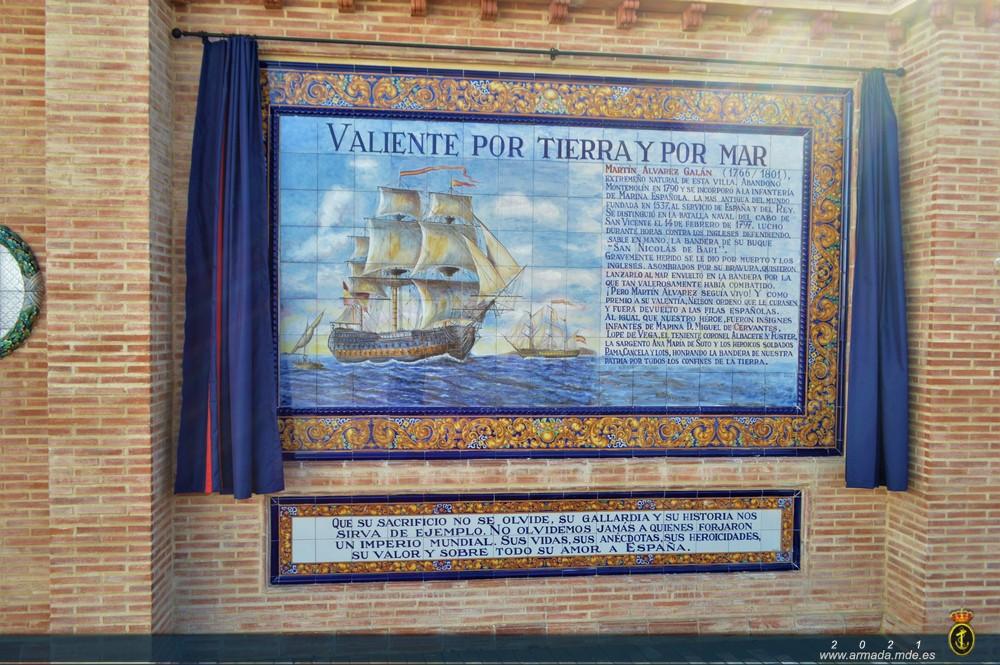 VALIENTE POR TIERRA Y POR MAR
MARTÍN ÁLVAREZ GALÁN (1766/1801),
EXTREMEÑO NATURAL DE ESTA VILLA. ABANDONÓ
MONTEMOLÍN EN 1790 Y SE INCORPORÓ A LA INFANTERÍA
DE MARINA ESPAÑOLA, LA MÁS ANTIGUA DEL MUNDO
FUNDADA EN 1537, AL SERVICIO DE ESPAÑA Y DEL REY.
SE DISTINGUIÓ EN LA BATALLA NAVAL DEL CABO DE
SAN VICENTE EL 14 DE FEBRERO DE 1797. LUCHÓ
DURANTE HORAS CONTRA LOS INGLESES DEFENDIENDO,
SABLE EN MANO, LA BANDERA DE SU BUQUE
"SAN NICOLÁS DE BARI".
GRAVEMENTE HERIDO SE LE DIO POR MUERTO Y LOS
INGLESES, ASOMBRADOS POR SU BRAVURA, QUISIERON
LANZARLO AL MAR ENVUELTO EN LA BANDERA POR LA
QUE TAN VALEROSAMENTE HABÍA COMBATIDO.
¡PERO MARTÍN ÁLVAREZ SEGUÍA VIVO! Y COMO
PREMIO A SU VALENTÍA, NELSON ORDENÓ QUE LE CURASEN
Y FUERA DEVUELTO A LAS FILAS ESPAÑOLAS.
AL IGUAL QUE NUESTRO HÉROE, FUERON INSIGNES
INFANTES DE MARINA D. MIGUEL DE CERVANTES,
LOPE DE VEGA, EL TENIENTE CORONEL ALBACETE Y FUSTER,
LA SARGENTO ANA MARÍA DE SOTO Y LOS HEROICOS SOLDADOS
RAMA, CANCELA Y LOIS, HONRANDO LA BANDERA DE NUESTRA
PATRIA POR TODOS LOS CONFINES DE LA TIERRA.
QUE SU SACRIFICIO NO SE OLVIDE, SU GALLARDIA Y SU HISTORIA NOS
SIRVA DE EJEMPLO. NO OLVIDEMOS JAMÁS A QUIENES FORJARON
UN IMPERIO MUNDIAL. SUS VIDAS, SUS ANÉCDOTAS, SUS HEROICIDADES,
SU VALOR Y SOBRE TODO SU AMOR A ESPAÑA.
2021
www.armada.mde.es